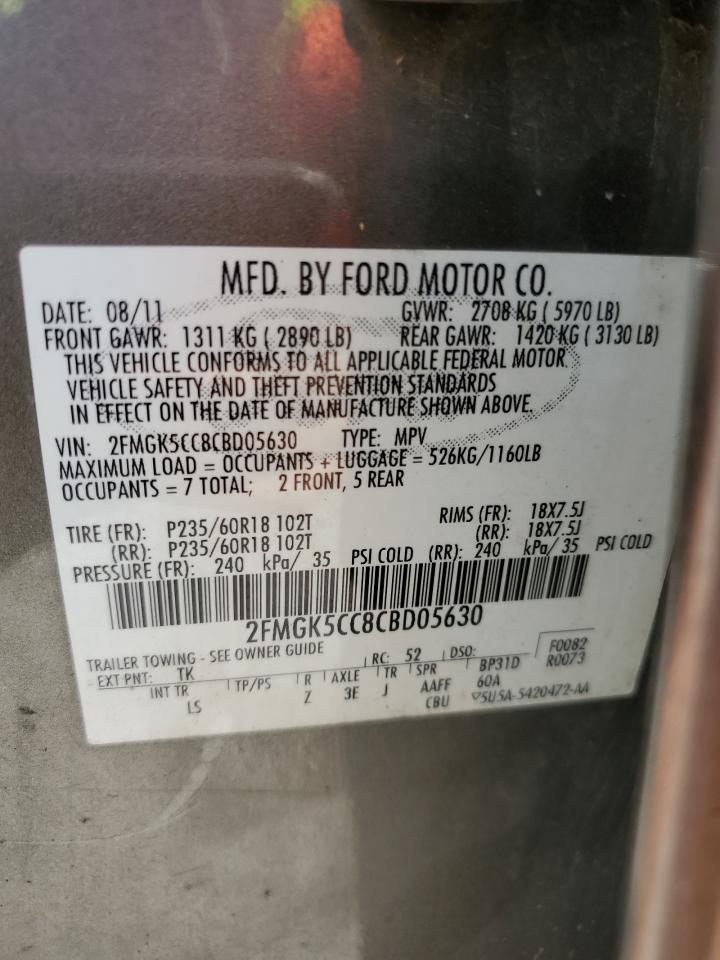 MFD. BY FORD MOTOR CO.
DATE: 08/11 GVWR: 2708 KG ( 5970 LB)
FRONT GAWR: 1311 KG ( 2890 LB) REAR GAWR: 1420 KG ( 3130 LB)
THIS VEHICLE CONFORMS TO ALL APPLICABLE FEDERAL MOTOR
VEHICLE SAFETY AND THEFT PREVENTION STANDARDS
IN EFFECT ON THE DATE OF MANUFACTURE SHOWN ABOVE.
VIN: 2FMGK5CC8CBD05630 TYPE: MPV
MAXIMUM LOAD = OCCUPANTS + LUGGAGE = 526KG/1160LB
OCCUPANTS = 7 TOTAL; 2 FRONT, 5 REAR
TIRE (FR): P235/60R18 102T RIMS (FR): 18X7.5J
(RR): P235/60R18 102T (RR): 18X7.5J
PRESSURE (FR): 240 kPa/ 35 PSI COLD (RR): 240 kPa/ 35 PSI COLD
2FMGK5CC8CBD05630
TRAILER TOWING - SEE OWNER GUIDE
EXT PNT: TK RC: 52 DSO: F0082
INT TR TP/PS R AXLE TR SPR BP31D R0073
LS Z 3E J AAFF 60A
CBU 5U5A-5420472-AA